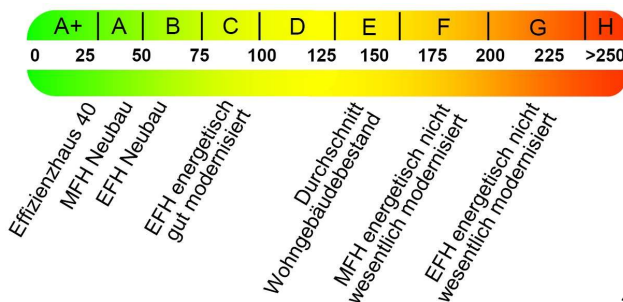 A+ A B C D E F G H
0 25 50 75 100 125 150 175 200 225 >250
Effizienzhaus 40
MFH Neubau
EFH Neubau
EFH energetisch
gut modernisiert
Durchschnitt
Wohngebäudebestand
MFH energetisch nicht
wesentlich modernisiert
EFH energetisch nicht
wesentlich modernisiert